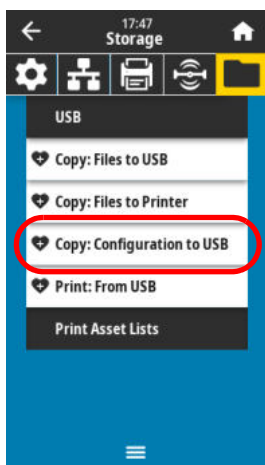 17:47
Storage
USB
Copy: Files to USB
Copy: Files to Printer
Copy: Configuration to USB
Print: From USB
Print Asset Lists